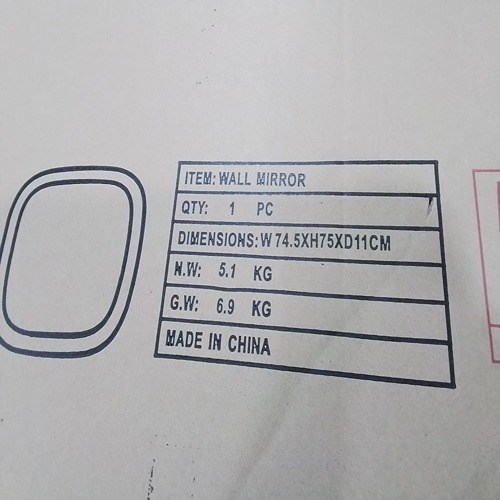 ITEM: WALL MIRROR
QTY: 1 PC
DIMENSIONS: W 74.5XH75XD11CM
N.W: 5.1 KG
G.W: 6.9 KG
MADE IN CHINA